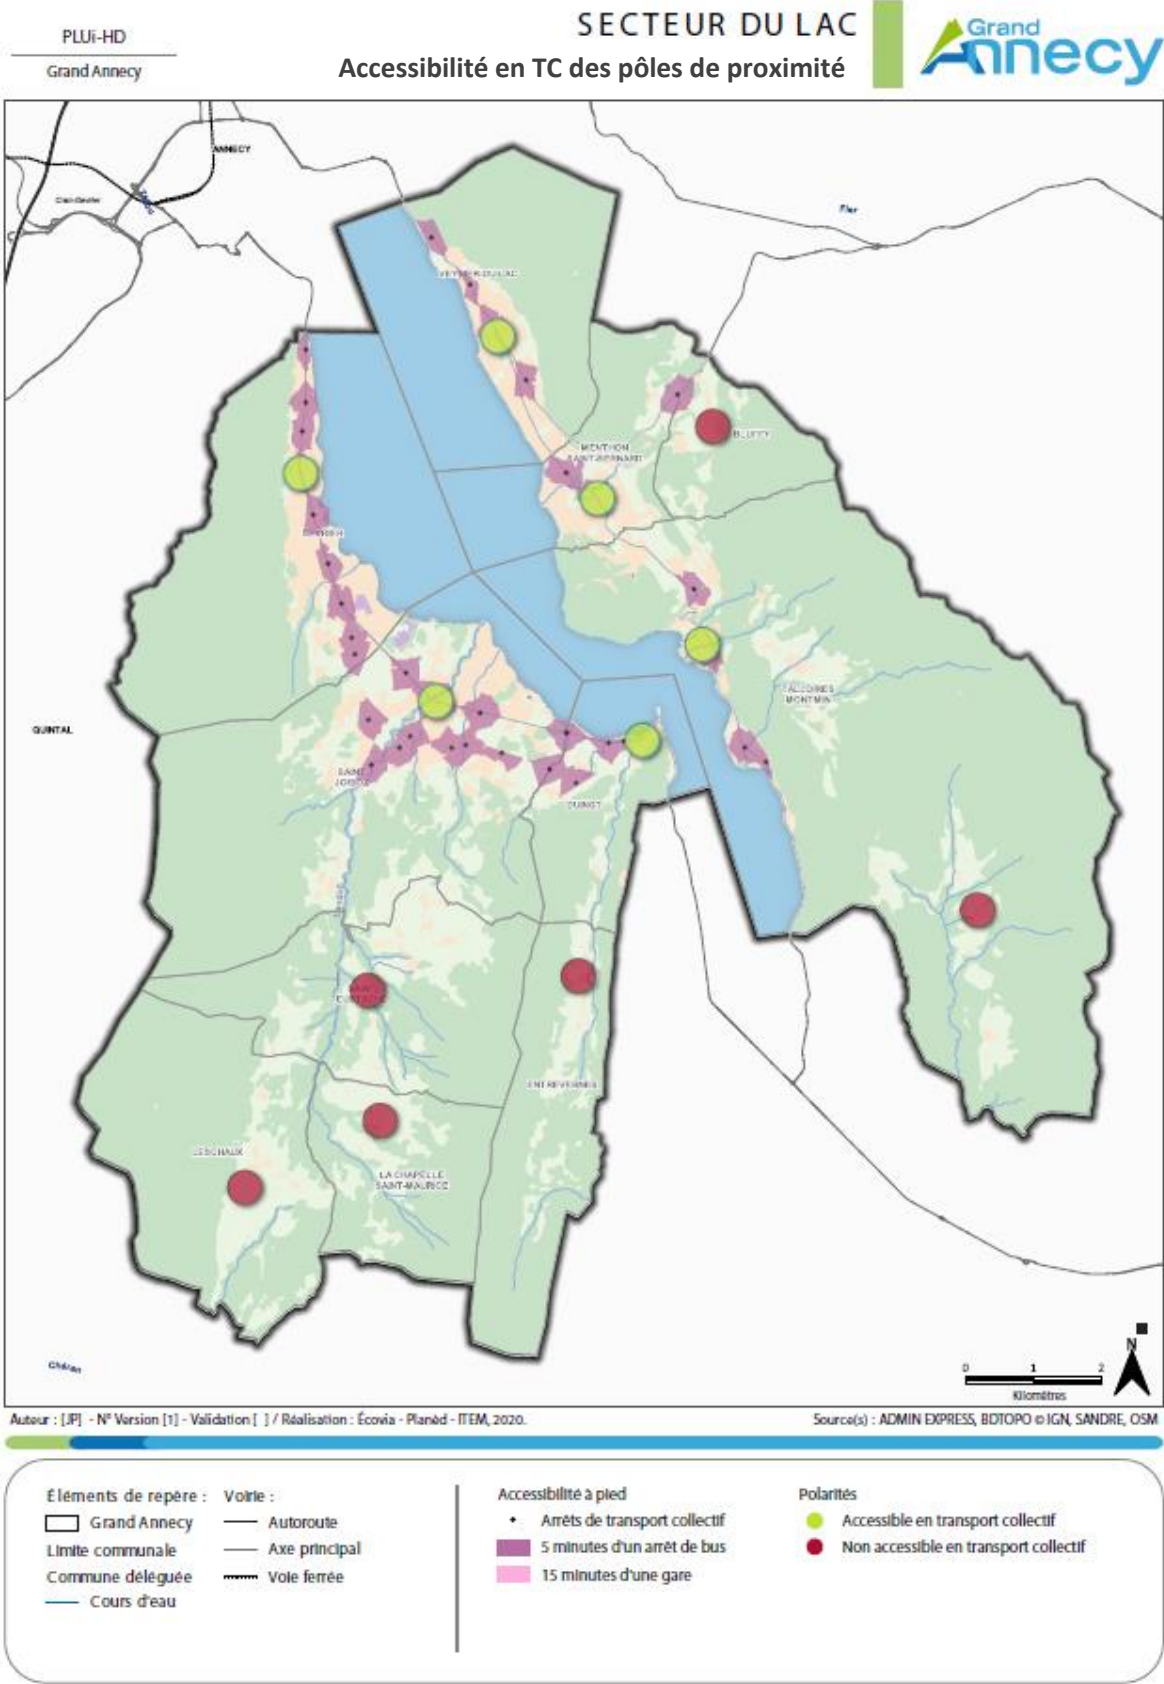 PLUi-HD
Grand Annecy
SECTEUR DU LAC
Accessibilité en TC des pôles de proximité
Grand
Annecy
ANNECY
Cran-Gevrier
Fier
VEYRIER-DU-LAC
BLUFFY
MENTHON
SAINT-BERNARD
SEVRIER
TALLOIRES
MONTMIN
QUINTAL
SAINT
JORIOZ
DUINGT
SAINT
EUSTACHE
ENTREVERNES
LESCHAUX
LA CHAPELLE
SAINT-MAURICE
Chéran
N
0 1 2
Kilomètres
Auteur : [JP] - N° Version [1] - Validation [ ] / Réalisation : Écovia - Planèd - ITEM, 2020.
Source(s) : ADMIN EXPRESS, BDTOPO © IGN, SANDRE, OSM
Éléments de repère :
Grand Annecy
Limite communale
Commune déléguée
Cours d'eau
Voirie :
Autoroute
Axe principal
Voie ferrée
Accessibilité à pied
Arrêts de transport collectif
5 minutes d'un arrêt de bus
15 minutes d'une gare
Polarités
Accessible en transport collectif
Non accessible en transport collectif